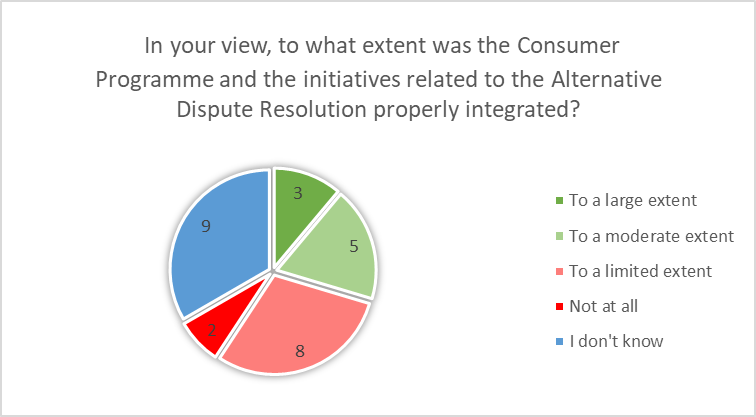 In your view, to what extent was the Consumer
Programme and the initiatives related to the Alternative
Dispute Resolution properly integrated?
3
5
8
2
9
To a large extent
To a moderate extent
To a limited extent
Not at all
I don't know